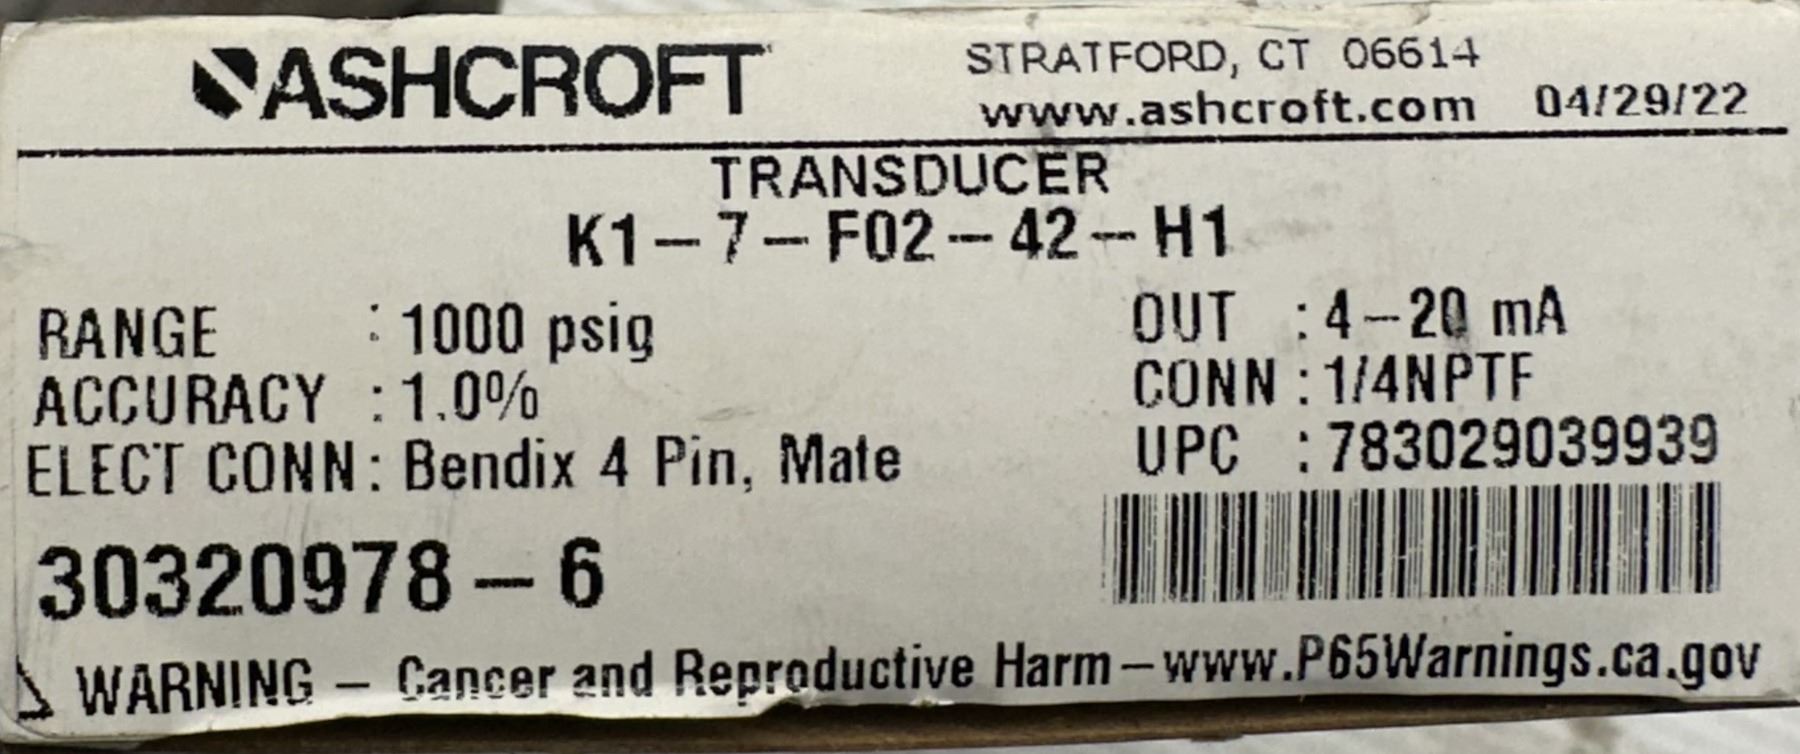 ASHCROFT
STRATFORD, CT 06614
www.ashcroft.com 04/29/22
TRANSDUCER
K1-7-F02-42-H1
RANGE : 1000 psig
ACCURACY : 1.0%
ELECT CONN : Bendix 4 Pin, Mate
OUT : 4-20 mA
CONN : 1/4NPTF
UPC : 783029039939
30320978-6
WARNING - Cancer and Reproductive Harm-www.P65Warnings.ca.gov